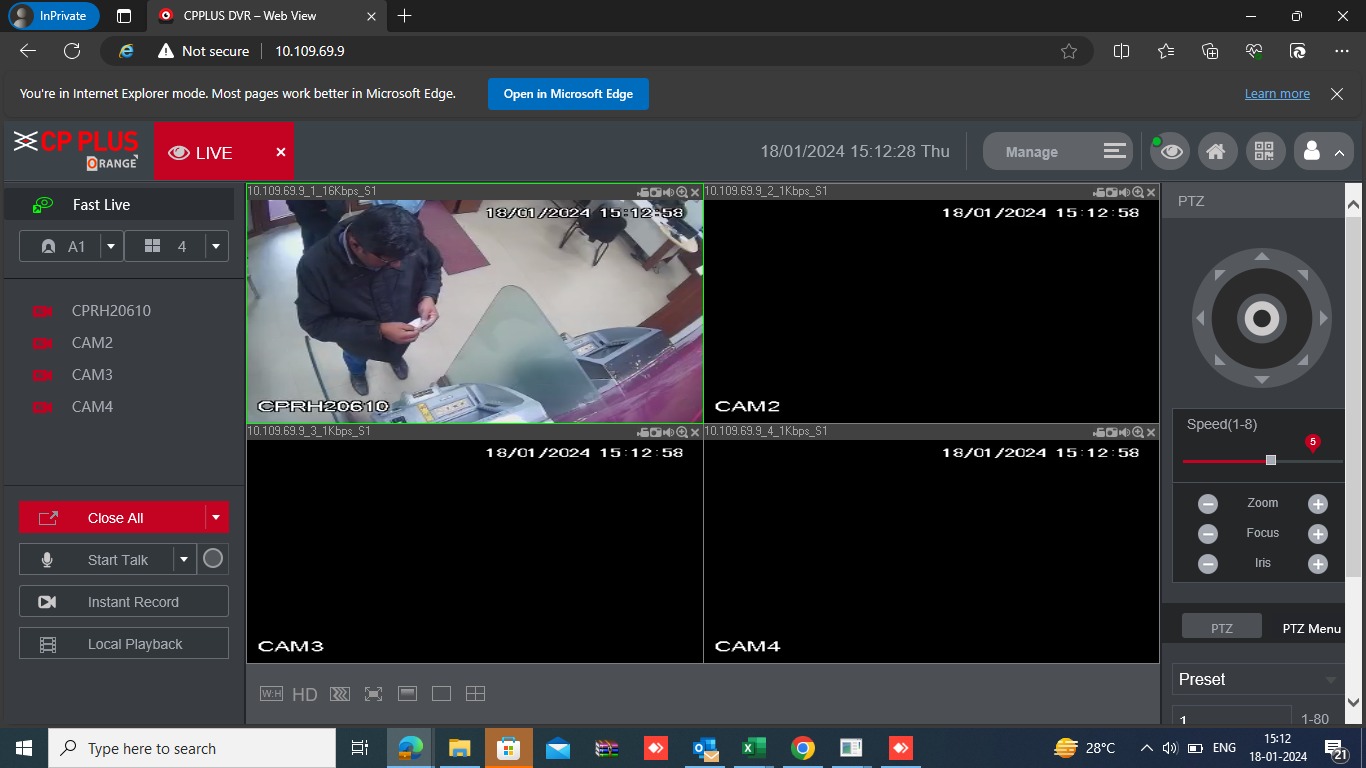 InPrivate
CPPLUS DVR – Web View
Not secure
10.109.69.9
You're in Internet Explorer mode. Most pages work better in Microsoft Edge.
Open in Microsoft Edge
Learn more
CP PLUS
ORANGE
LIVE
18/01/2024 15:12:28 Thu
Manage
Fast Live
A1
4
CPRH20610
CAM2
CAM3
CAM4
Close All
Start Talk
Instant Record
Local Playback
10.109.69.9_1_16Kbps_S1
18/01/2024 15:12:58
CPRH20610
10.109.69.9_2_1Kbps_S1
18/01/2024 15:12:58
CAM2
10.109.69.9_3_1Kbps_S1
18/01/2024 15:12:58
CAM3
10.109.69.9_4_1Kbps_S1
18/01/2024 15:12:58
CAM4
W:H
HD
PTZ
Speed(1-8)
5
Zoom
Focus
Iris
PTZ
PTZ Menu
Preset
1
1-80
Type here to search
28°C
ENG
15:12
18-01-2024
21